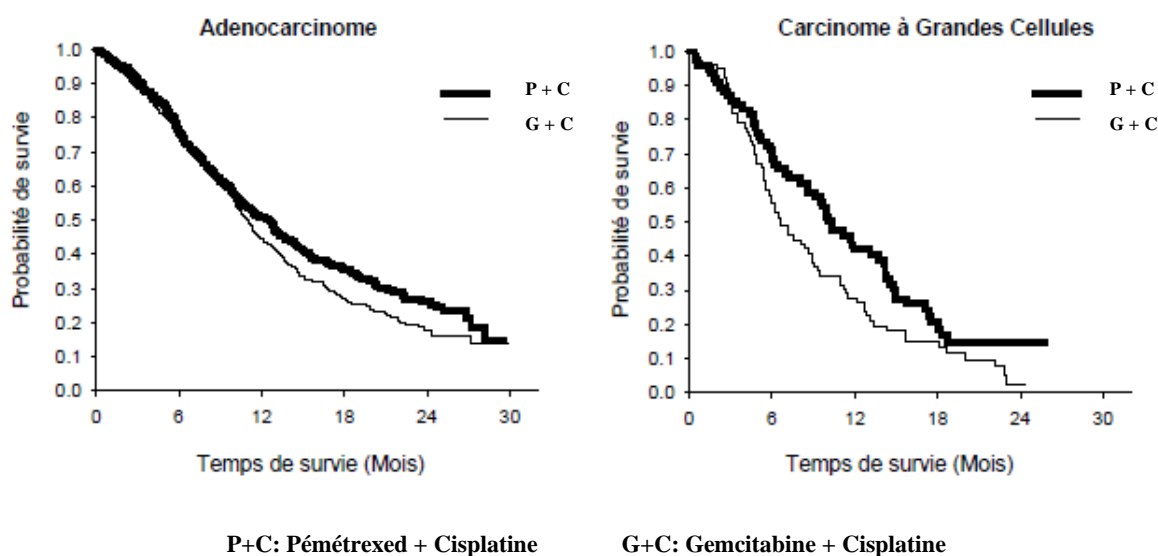 Adenocarcinome
Probabilité de survie
1.0
0.9
0.8
0.7
0.6
0.5
0.4
0.3
0.2
0.1
0.0
P + C
G + C
0 6 12 18 24 30
Temps de survie (Mois)
Carcinome à Grandes Cellules
Probabilité de survie
1.0
0.9
0.8
0.7
0.6
0.5
0.4
0.3
0.2
0.1
0.0
P + C
G + C
0 6 12 18 24 30
Temps de survie (Mois)
P+C: Pémétrexed + Cisplatine G+C: Gemcitabine + Cisplatine